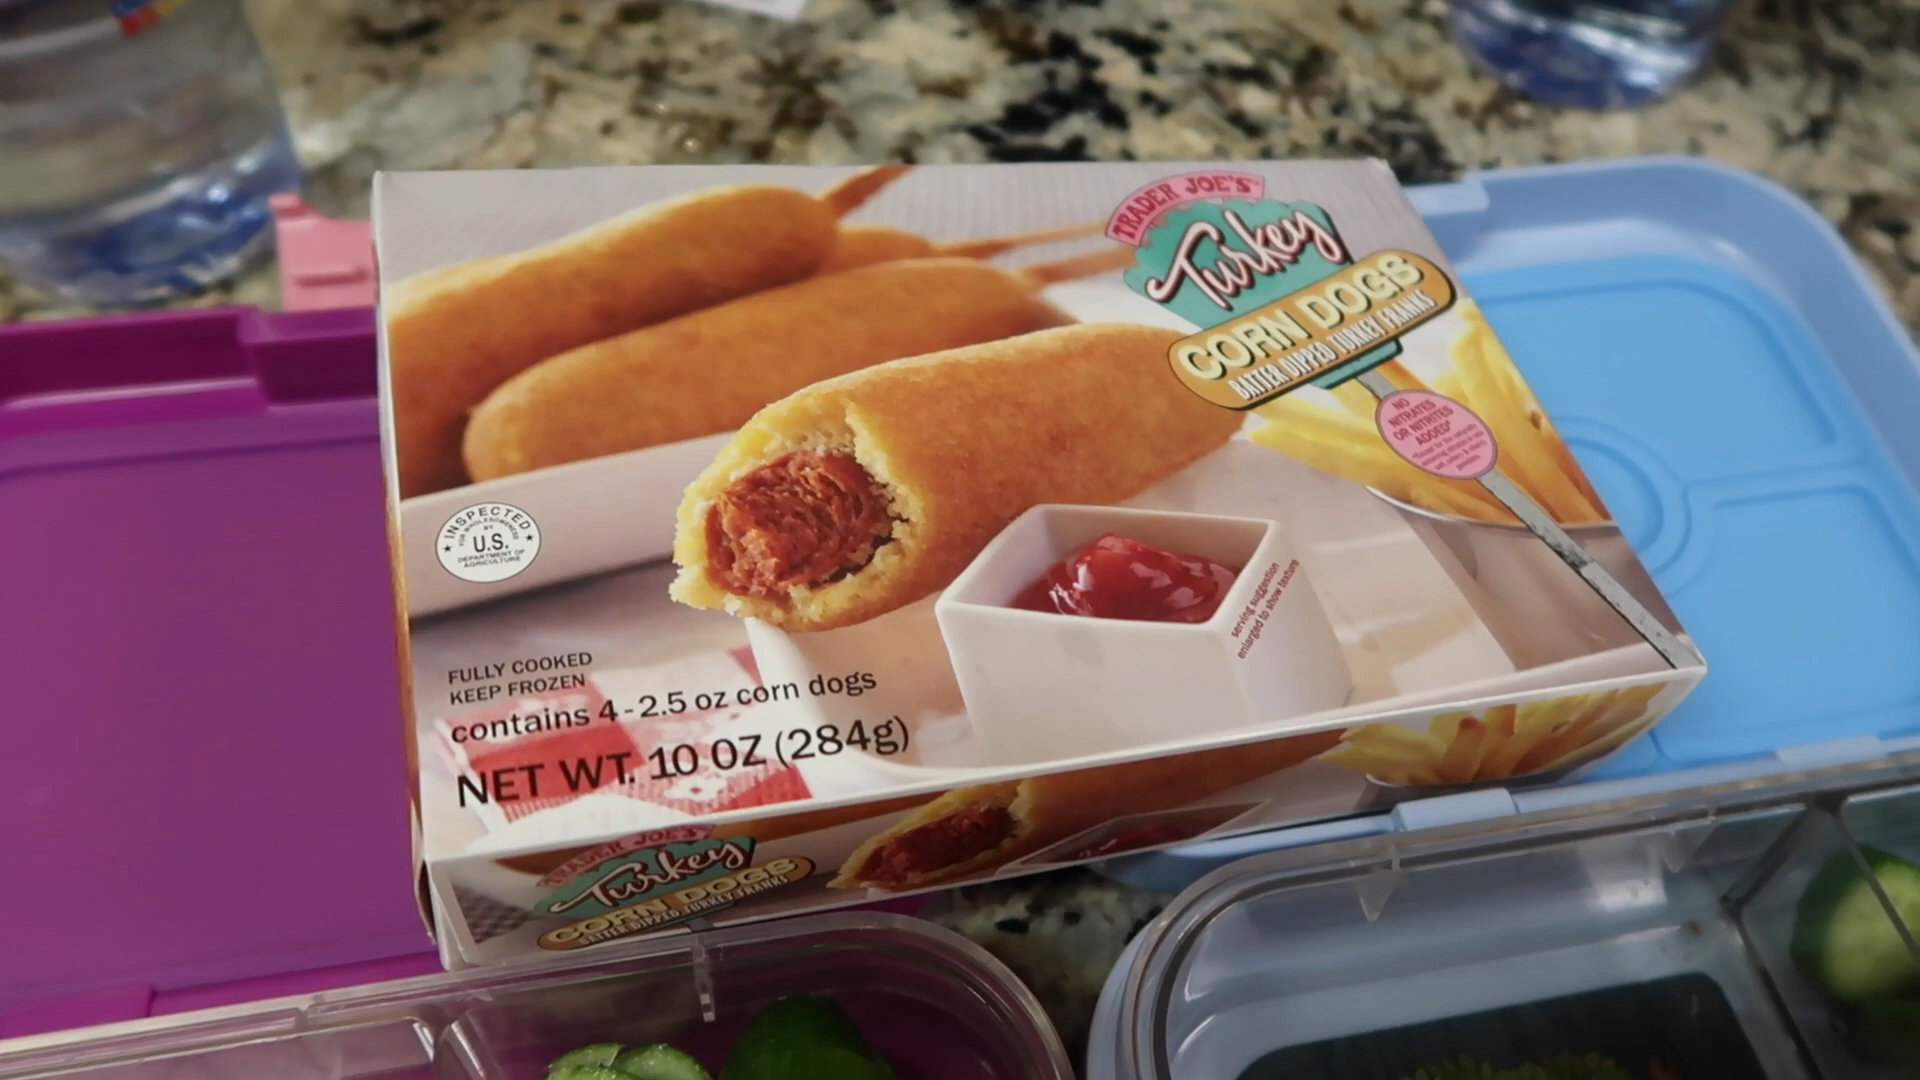 TRADER JOE'S
Turkey
CORN DOGS
BATTER DIPPED TURKEY FRANKS
NO
NITRATES
OR NITRITES
ADDED*
INSPECTED
FOR WHOLESOMENESS
BY
U.S.
DEPARTMENT OF
AGRICULTURE
serving suggestion
enlarged to show texture
FULLY COOKED
KEEP FROZEN
contains 4-2.5 oz corn dogs
NET WT. 10 OZ (284g)
TRADER JOE'S
Turkey
CORN DOGS
BATTER DIPPED TURKEY FRANKS